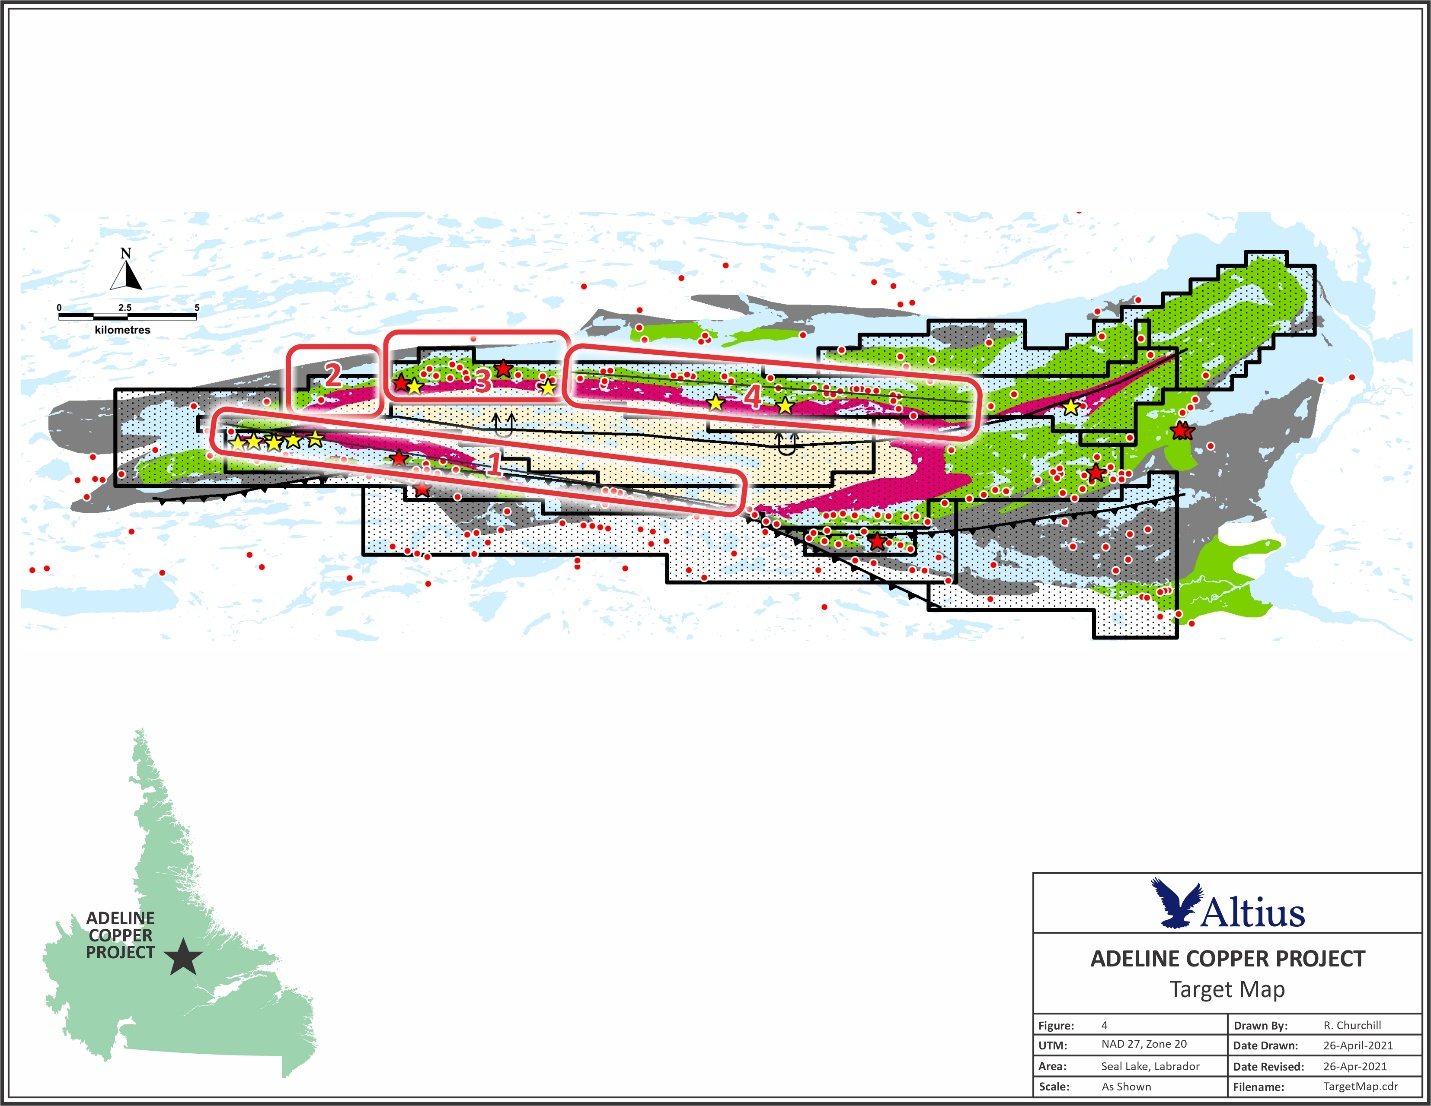 N
0 2.5 5
kilometres
2
3
4
1
ADELINE
COPPER
PROJECT
Altius
ADELINE COPPER PROJECT
Target Map
Figure: 4 Drawn By: R. Churchill
UTM: NAD 27, Zone 20 Date Drawn: 26-April-2021
Area: Seal Lake, Labrador Date Revised: 26-Apr-2021
Scale: As Shown Filename: TargetMap.cdr